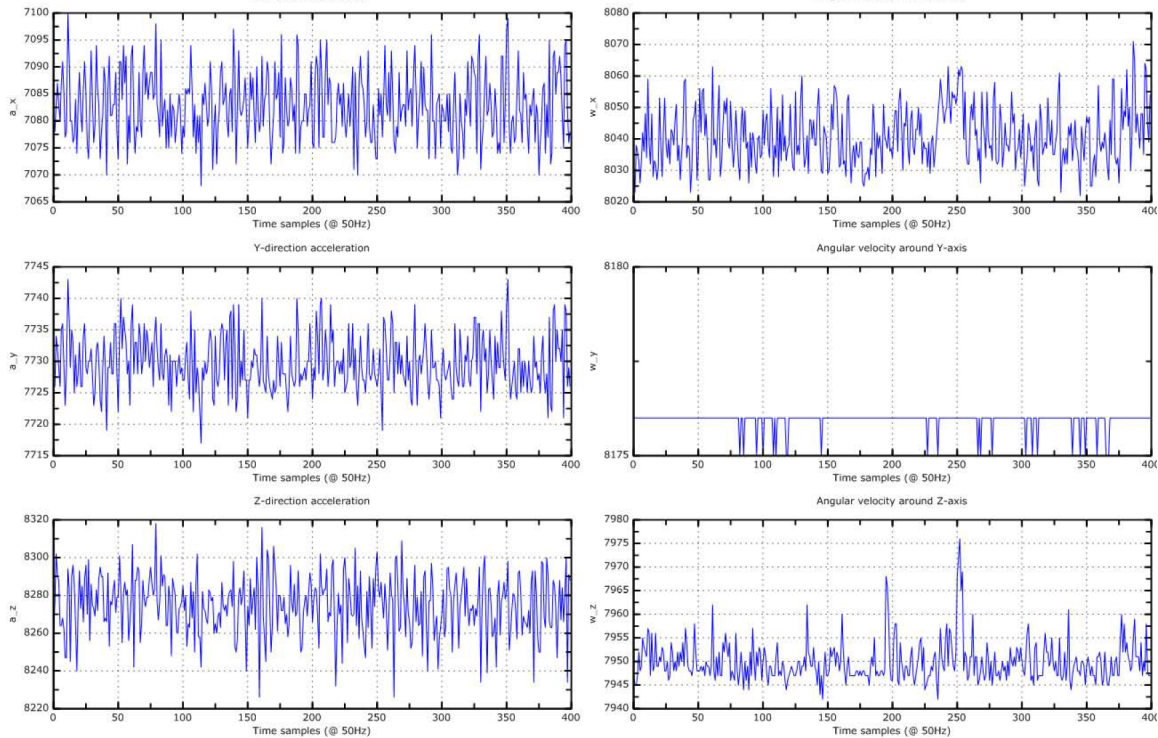 7100
7095
7090
7085
7080
7075
7070
7065
a_x
0 50 100 150 200 250 300 350 400
Time samples (@ 50Hz)
8080
8070
8060
8050
8040
8030
8020
w_x
0 50 100 150 200 250 300 350 400
Time samples (@ 50Hz)
Y-direction acceleration
7745
7740
7735
7730
7725
7720
7715
a_y
0 50 100 150 200 250 300 350 400
Time samples (@ 50Hz)
Angular velocity around Y-axis
8180
8175
w_y
0 50 100 150 200 250 300 350 400
Time samples (@ 50Hz)
Z-direction acceleration
8320
8300
8280
8260
8240
8220
a_z
0 50 100 150 200 250 300 350 400
Time samples (@ 50Hz)
Angular velocity around Z-axis
7980
7975
7970
7965
7960
7955
7950
7945
7940
w_z
0 50 100 150 200 250 300 350 400
Time samples (@ 50Hz)